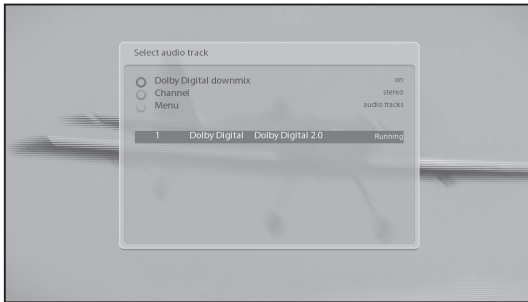 Select audio track
Dolby Digital downmix on
Channel stereo
Menu audio tracks
1 Dolby Digital Dolby Digital 2.0 Running